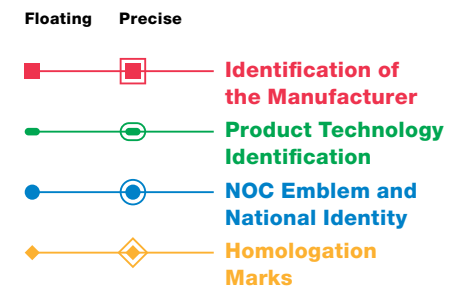 Floating Precise
Identification of
the Manufacturer
Product Technology
Identification
NOC Emblem and
National Identity
Homologation
Marks